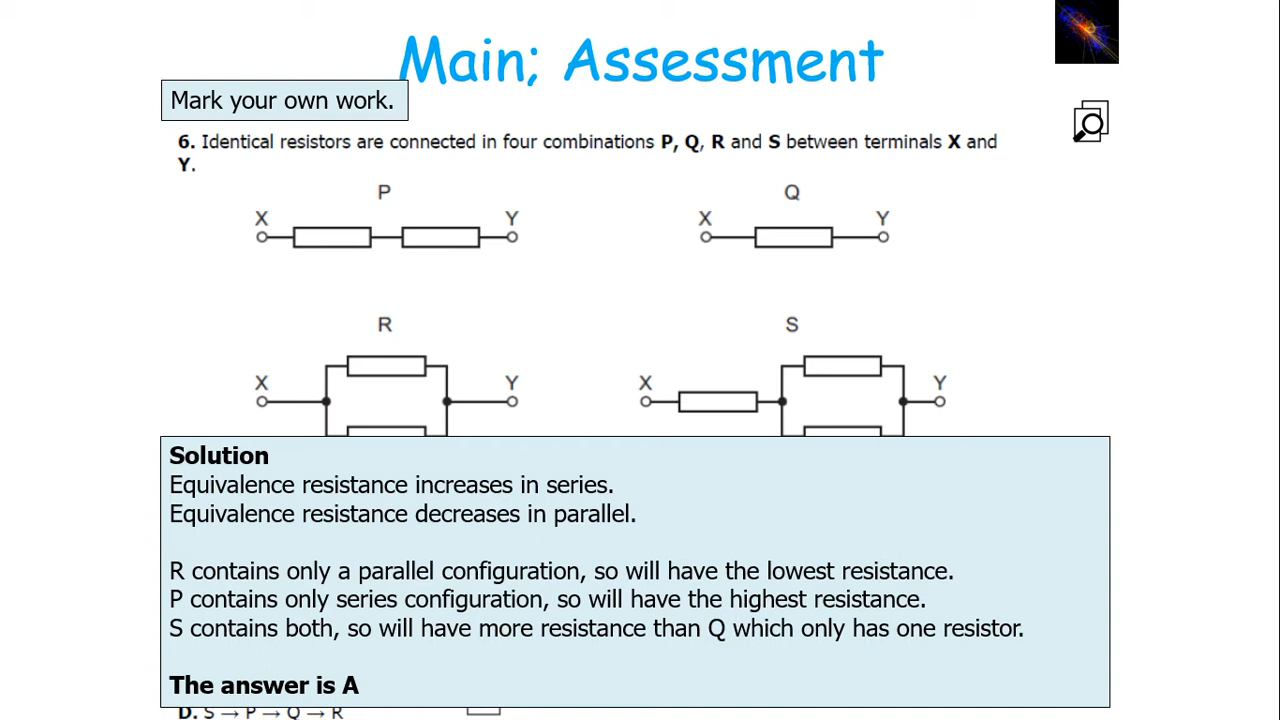 Main; Assessment
Mark your own work.
6. Identical resistors are connected in four combinations P, Q, R and S between terminals X and
Y.
P
Q
X
Y
X
Y
R
S
X
Y
X
Y
Solution
Equivalence resistance increases in series.
Equivalence resistance decreases in parallel.
R contains only a parallel configuration, so will have the lowest resistance.
P contains only series configuration, so will have the highest resistance.
S contains both, so will have more resistance than Q which only has one resistor.
The answer is A
D. S → P → Q → R